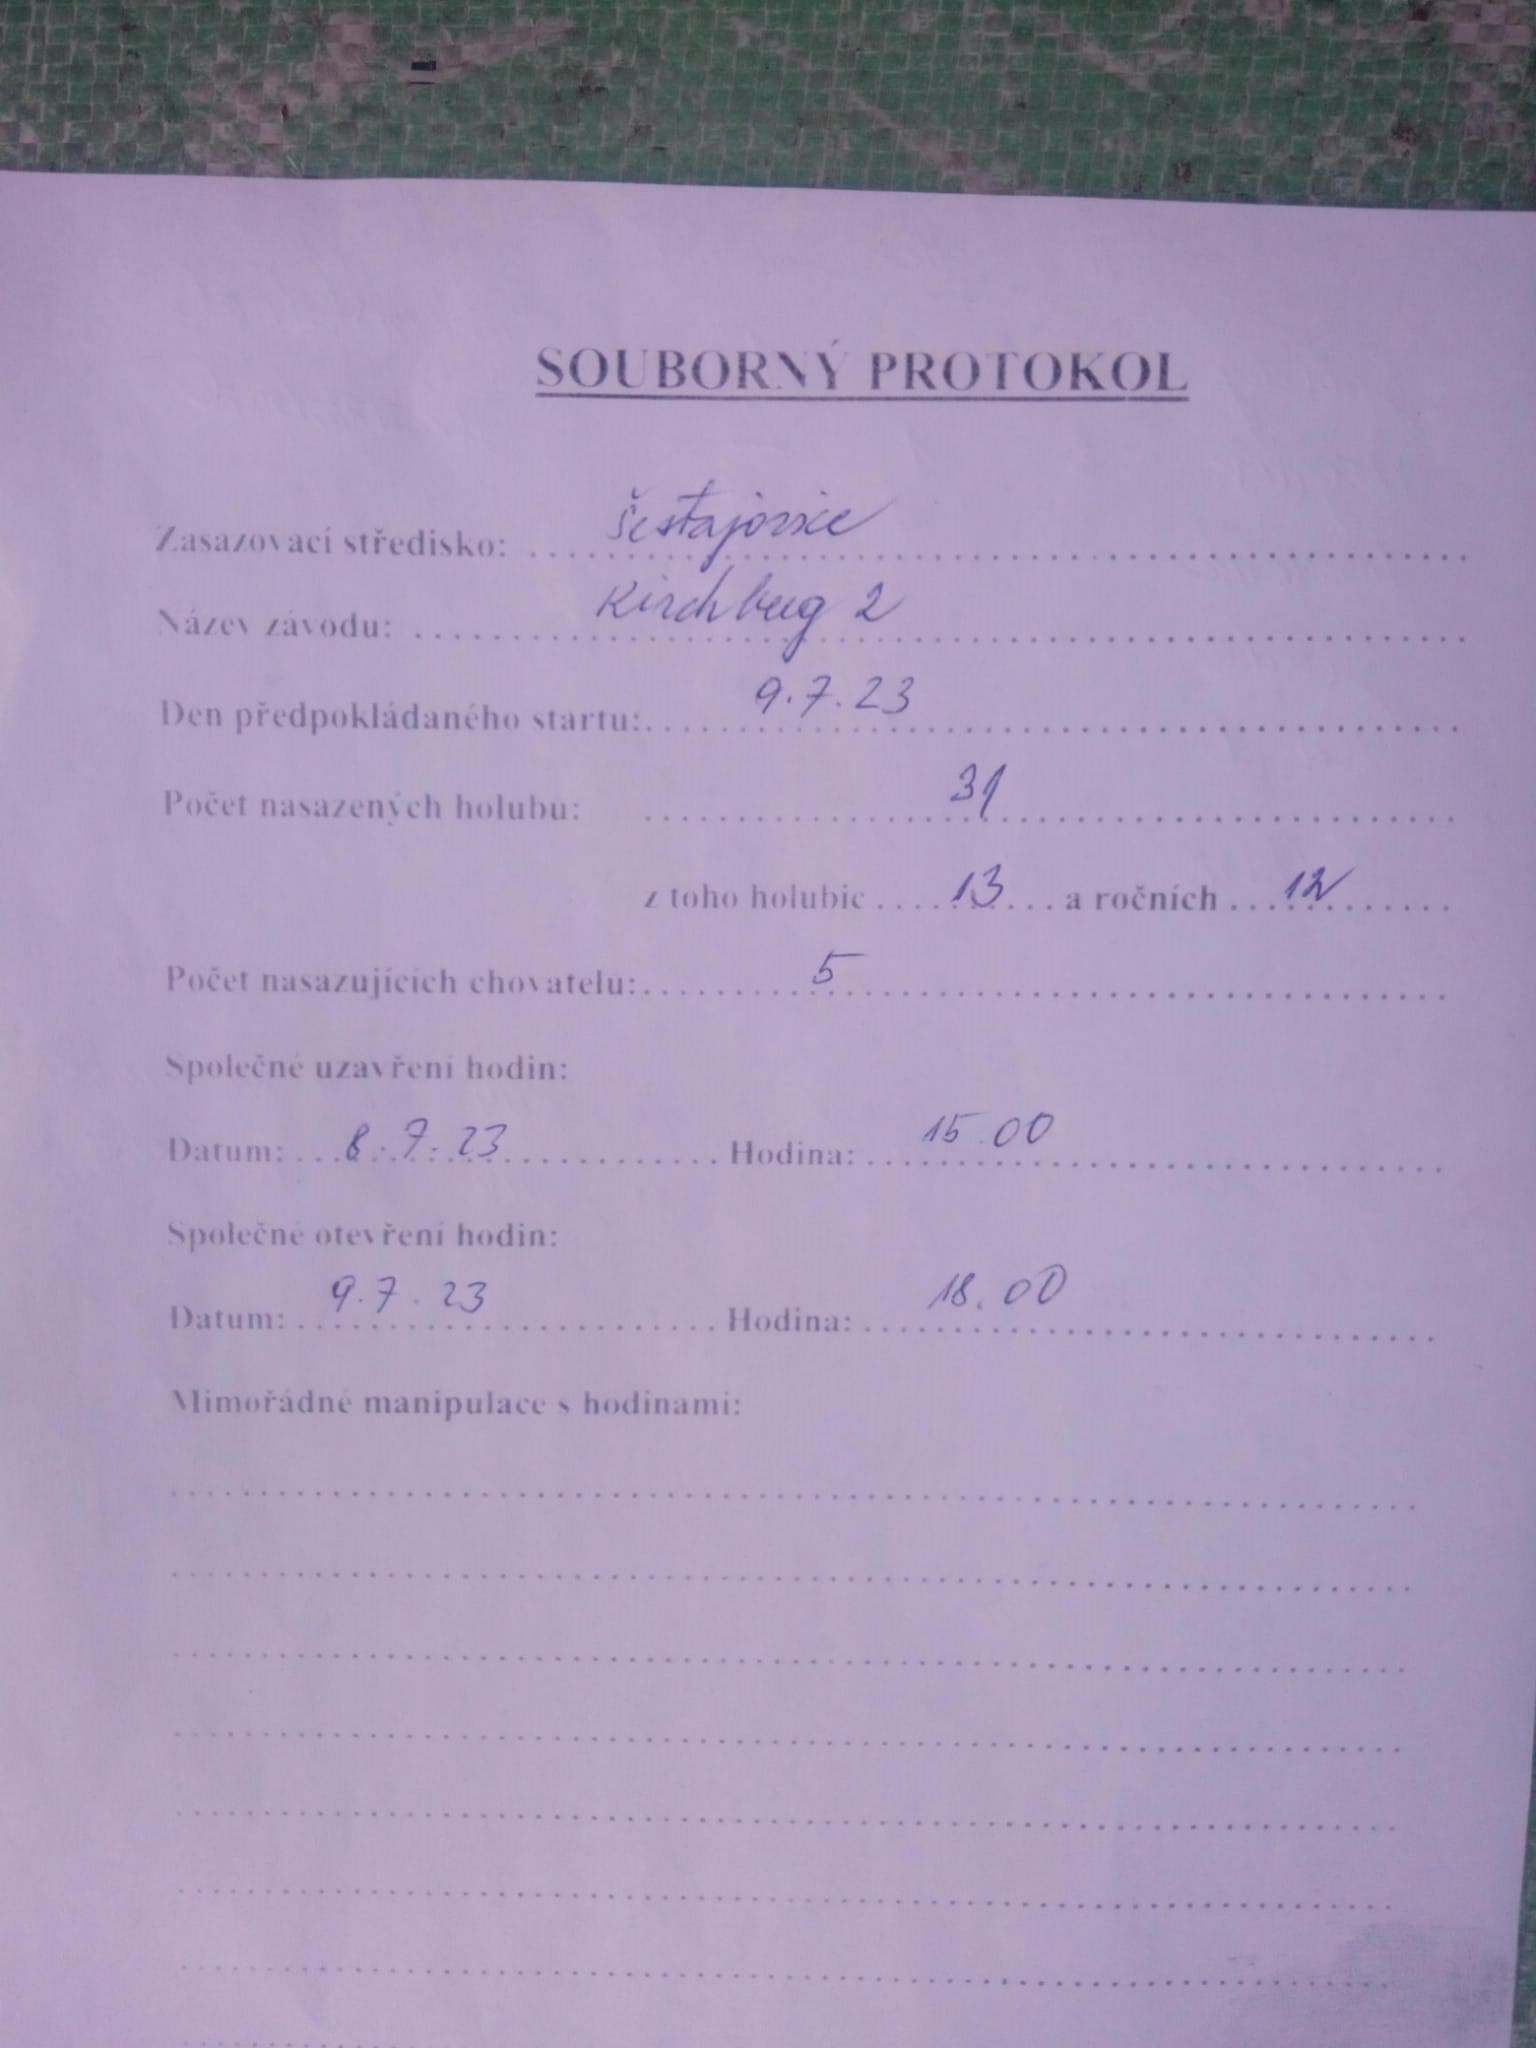 SOUBORNÝ PROTOKOL
Zasazovací středisko: Šestajovice
Název závodu: Kirchberg 2
Den předpokládaného startu: 9.7.23
Počet nasazených holubu: 31
z toho holubic 13 a ročních 12
Počet nasazujících chovatelu: 5
Společné uzavření hodin:
Datum: 8.7.23 Hodina: 15.00
Společné otevření hodin:
Datum: 9.7.23 Hodina: 18.00
Mimořádné manipulace s hodinami: